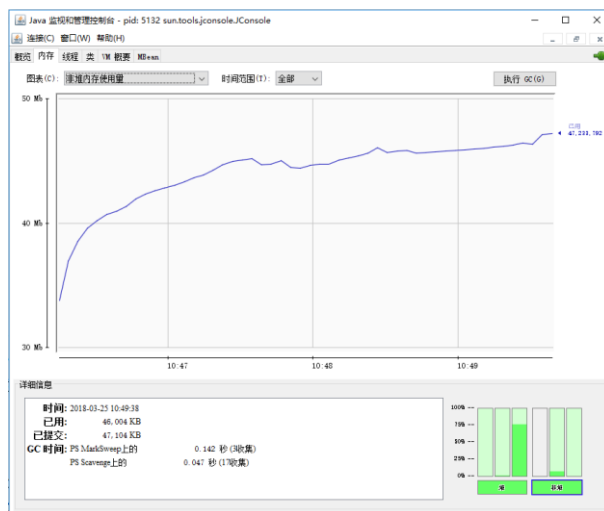 Java 监视和管理控制台 - pid: 5132 sun.tools.jconsole.JConsole
连接(C) 窗口(W) 帮助(H)
概览 内存 线程 类 VM 概要 MBean
图表(C): 非堆内存使用量 时间范围(T): 全部 执行 GC(G)
50 Mb
已用
47,233,792
40 Mb
30 Mb
10:47 10:48 10:49
详细信息
时间: 2018-03-25 10:49:38
已用: 46,004 KB
已提交: 47,104 KB
GC 时间: PS MarkSweep上的 0.142 秒 (3收集)
PS Scavenge上的 0.047 秒 (17收集)
100% --
75% --
50% --
25% --
0% --
堆 非堆